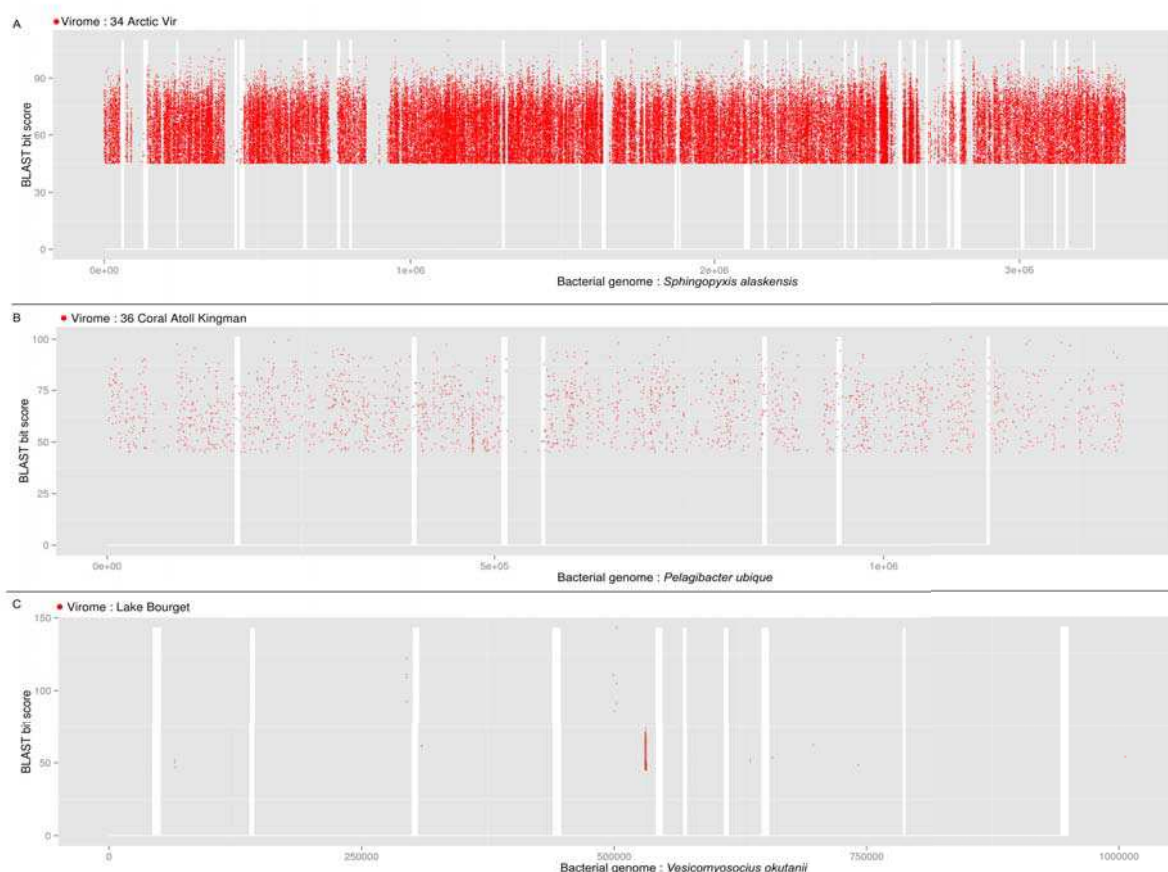 A
Virome : 34 Arctic Vir
BLAST bit score
90
60
30
0
0e+00
1e+06
2e+06
3e+06
Bacterial genome : Sphingopyxis alaskensis
B
Virome : 36 Coral Atoll Kingman
BLAST bit score
100
75
50
25
0
0e+00
5e+05
1e+06
Bacterial genome : Pelagibacter ubique
C
Virome : Lake Bourget
BLAST bit score
150
100
50
0
0
250000
500000
750000
1000000
Bacterial genome : Vesicomyosocius okutanii